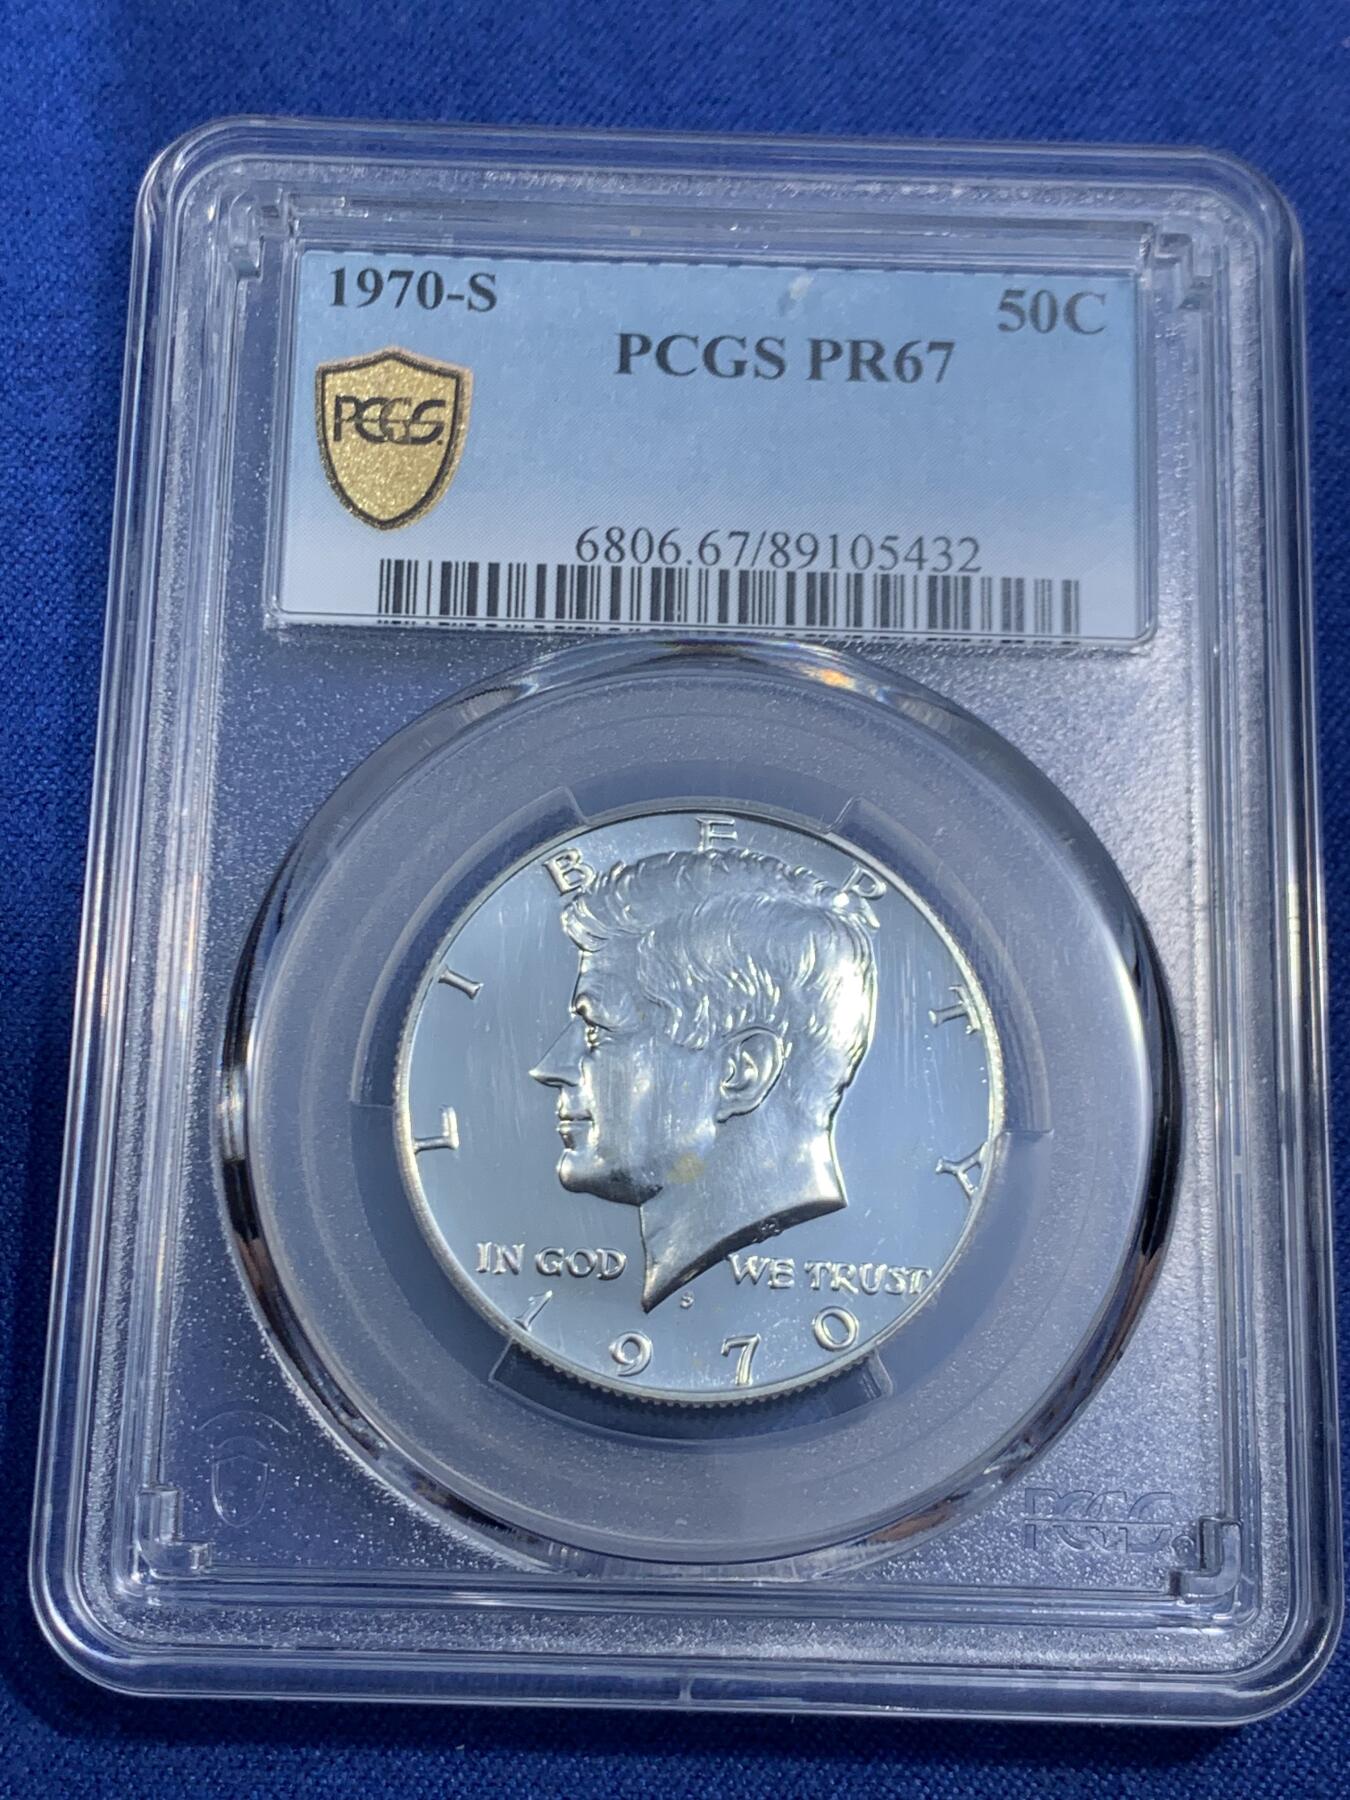 1970-S
50C
PCGS PR67
PCGS
6806.67/89105432
LIBERTY
IN GOD WE TRUST
S
1970
PCGS